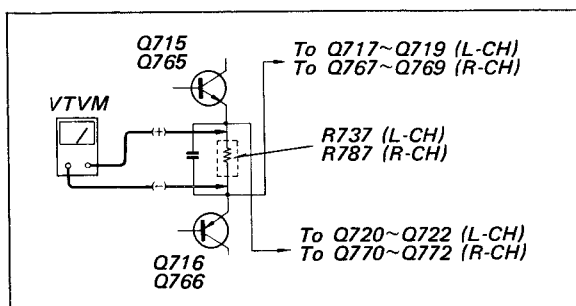 Q715
Q765
To Q717~Q719 (L-CH)
To Q767~Q769 (R-CH)
VTVM
(+)
R737 (L-CH)
R787 (R-CH)
(−)
To Q720~Q722 (L-CH)
To Q770~Q772 (R-CH)
Q716
Q766